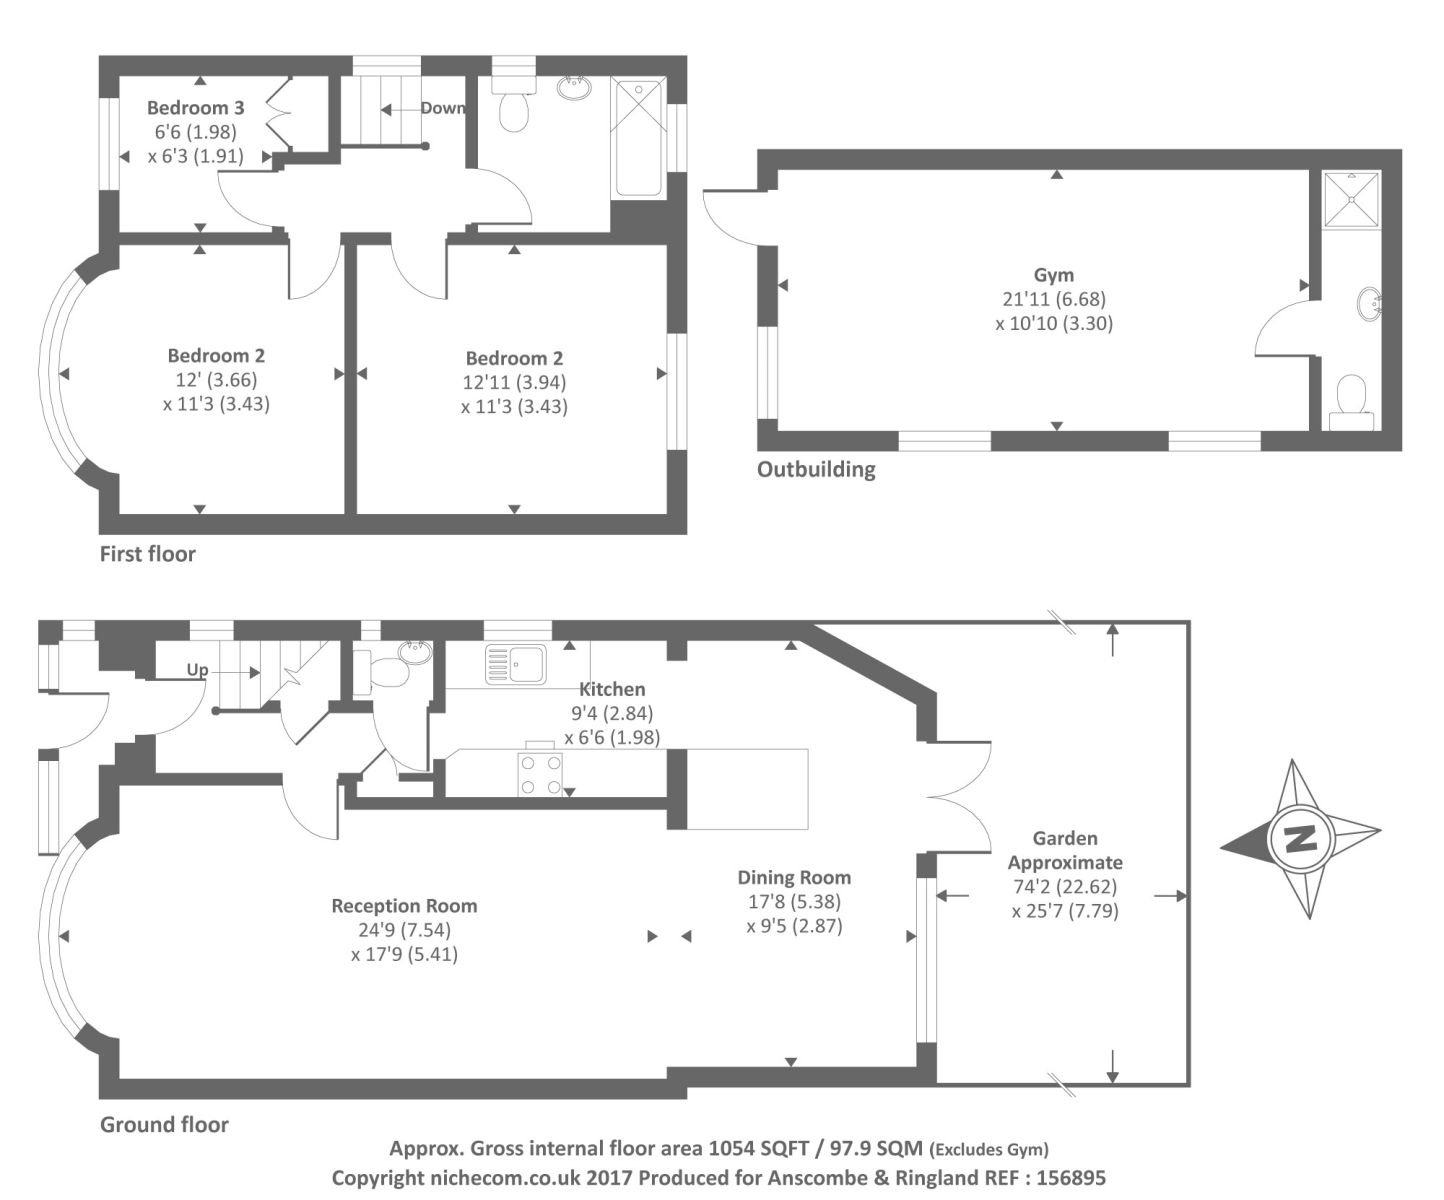 Bedroom 3
6'6 (1.98)
x 6'3 (1.91)
Down
Bedroom 2
12' (3.66)
x 11'3 (3.43)
Bedroom 2
12'11 (3.94)
x 11'3 (3.43)
First floor
Gym
21'11 (6.68)
x 10'10 (3.30)
Outbuilding
Up
Kitchen
9'4 (2.84)
x 6'6 (1.98)
Reception Room
24'9 (7.54)
x 17'9 (5.41)
Dining Room
17'8 (5.38)
x 9'5 (2.87)
Garden
Approximate
74'2 (22.62)
x 25'7 (7.79)
N
Ground floor
Approx. Gross internal floor area 1054 SQFT / 97.9 SQM (Excludes Gym)
Copyright nichecom.co.uk 2017 Produced for Anscombe & Ringland REF : 156895